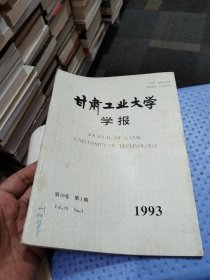 甘肃工业大学
学报
JOURNAL OF GANSU
UNIVERSITY OF TECHNOLOGY
第19卷 第1期
Vol.19 No.1
1993